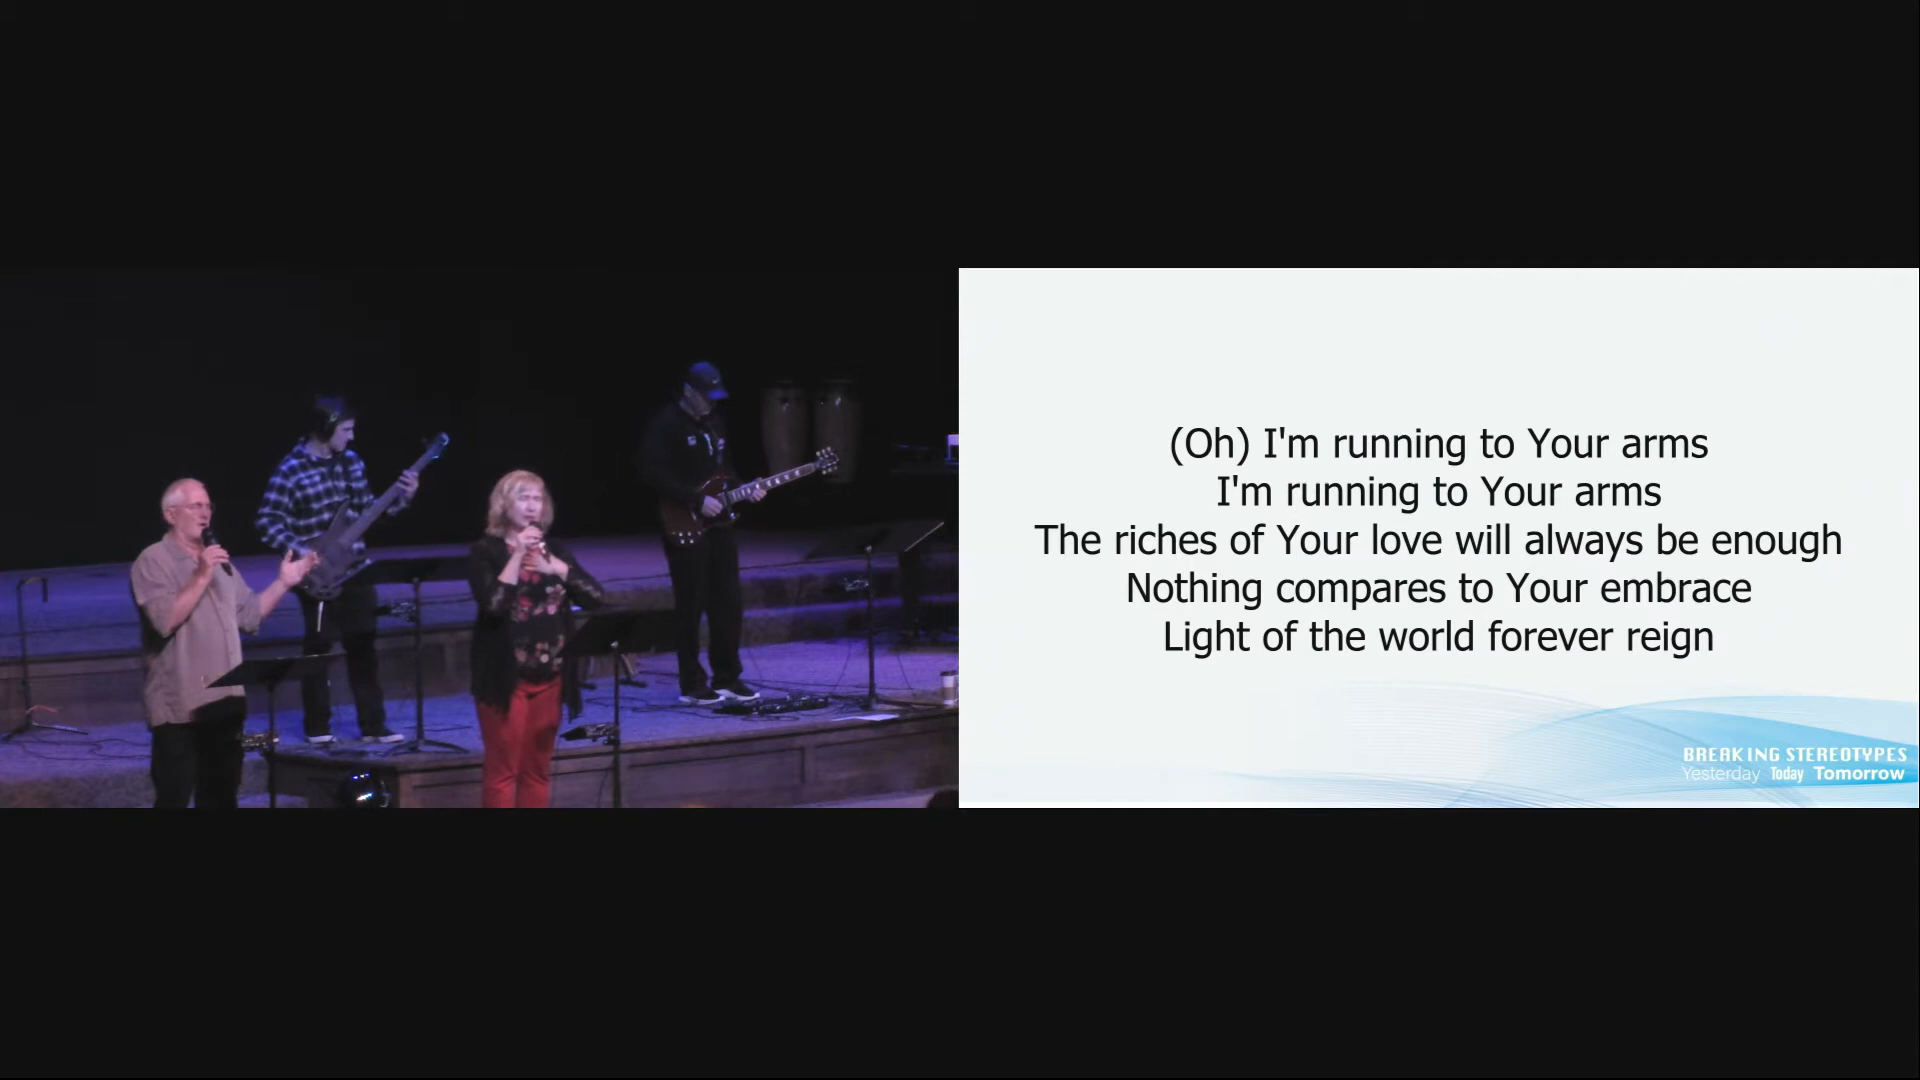 (Oh) I'm running to Your arms
I'm running to Your arms
The riches of Your love will always be enough
Nothing compares to Your embrace
Light of the world forever reign
BREAKING STEREOTYPES
Yesterday Today Tomorrow